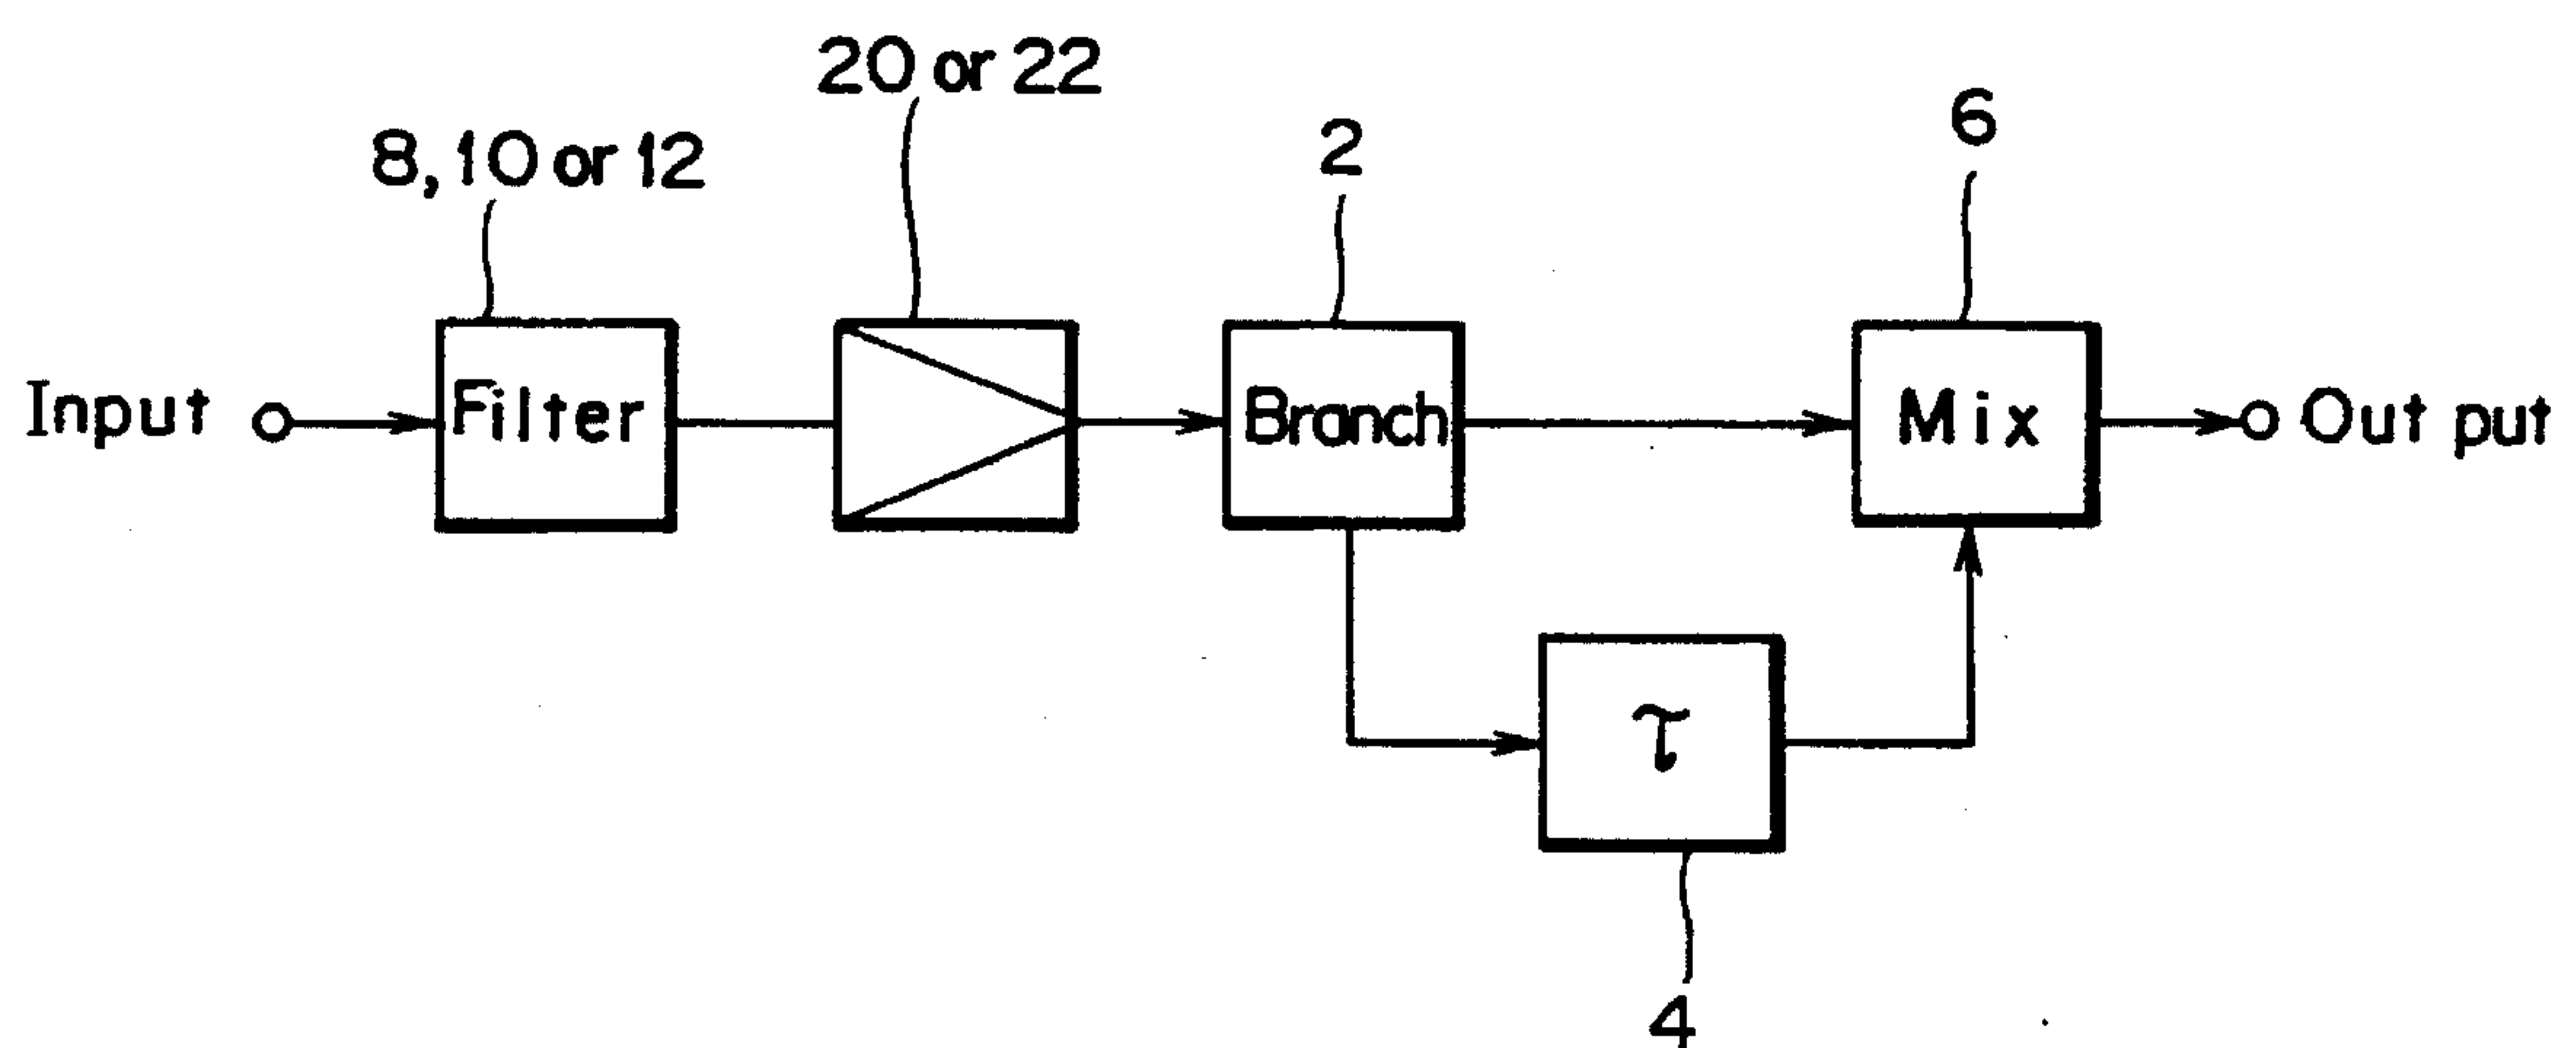 20 or 22
8, 10 or 12
2
6
Input
Filter
Branch
Mix
Out put
τ
4